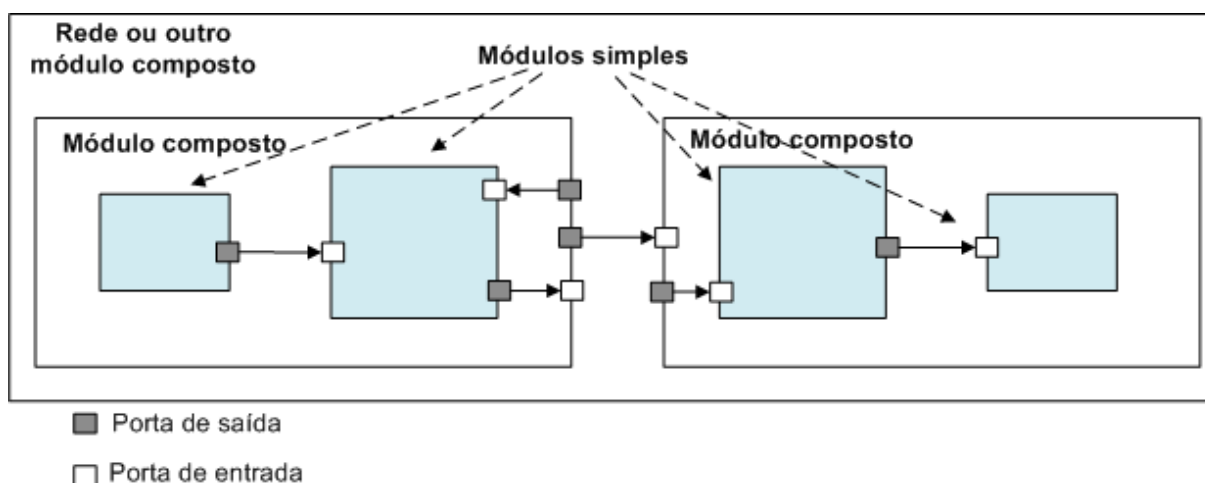 Rede ou outro
módulo composto
Módulos simples
Módulo composto
Módulo composto
Porta de saída
Porta de entrada